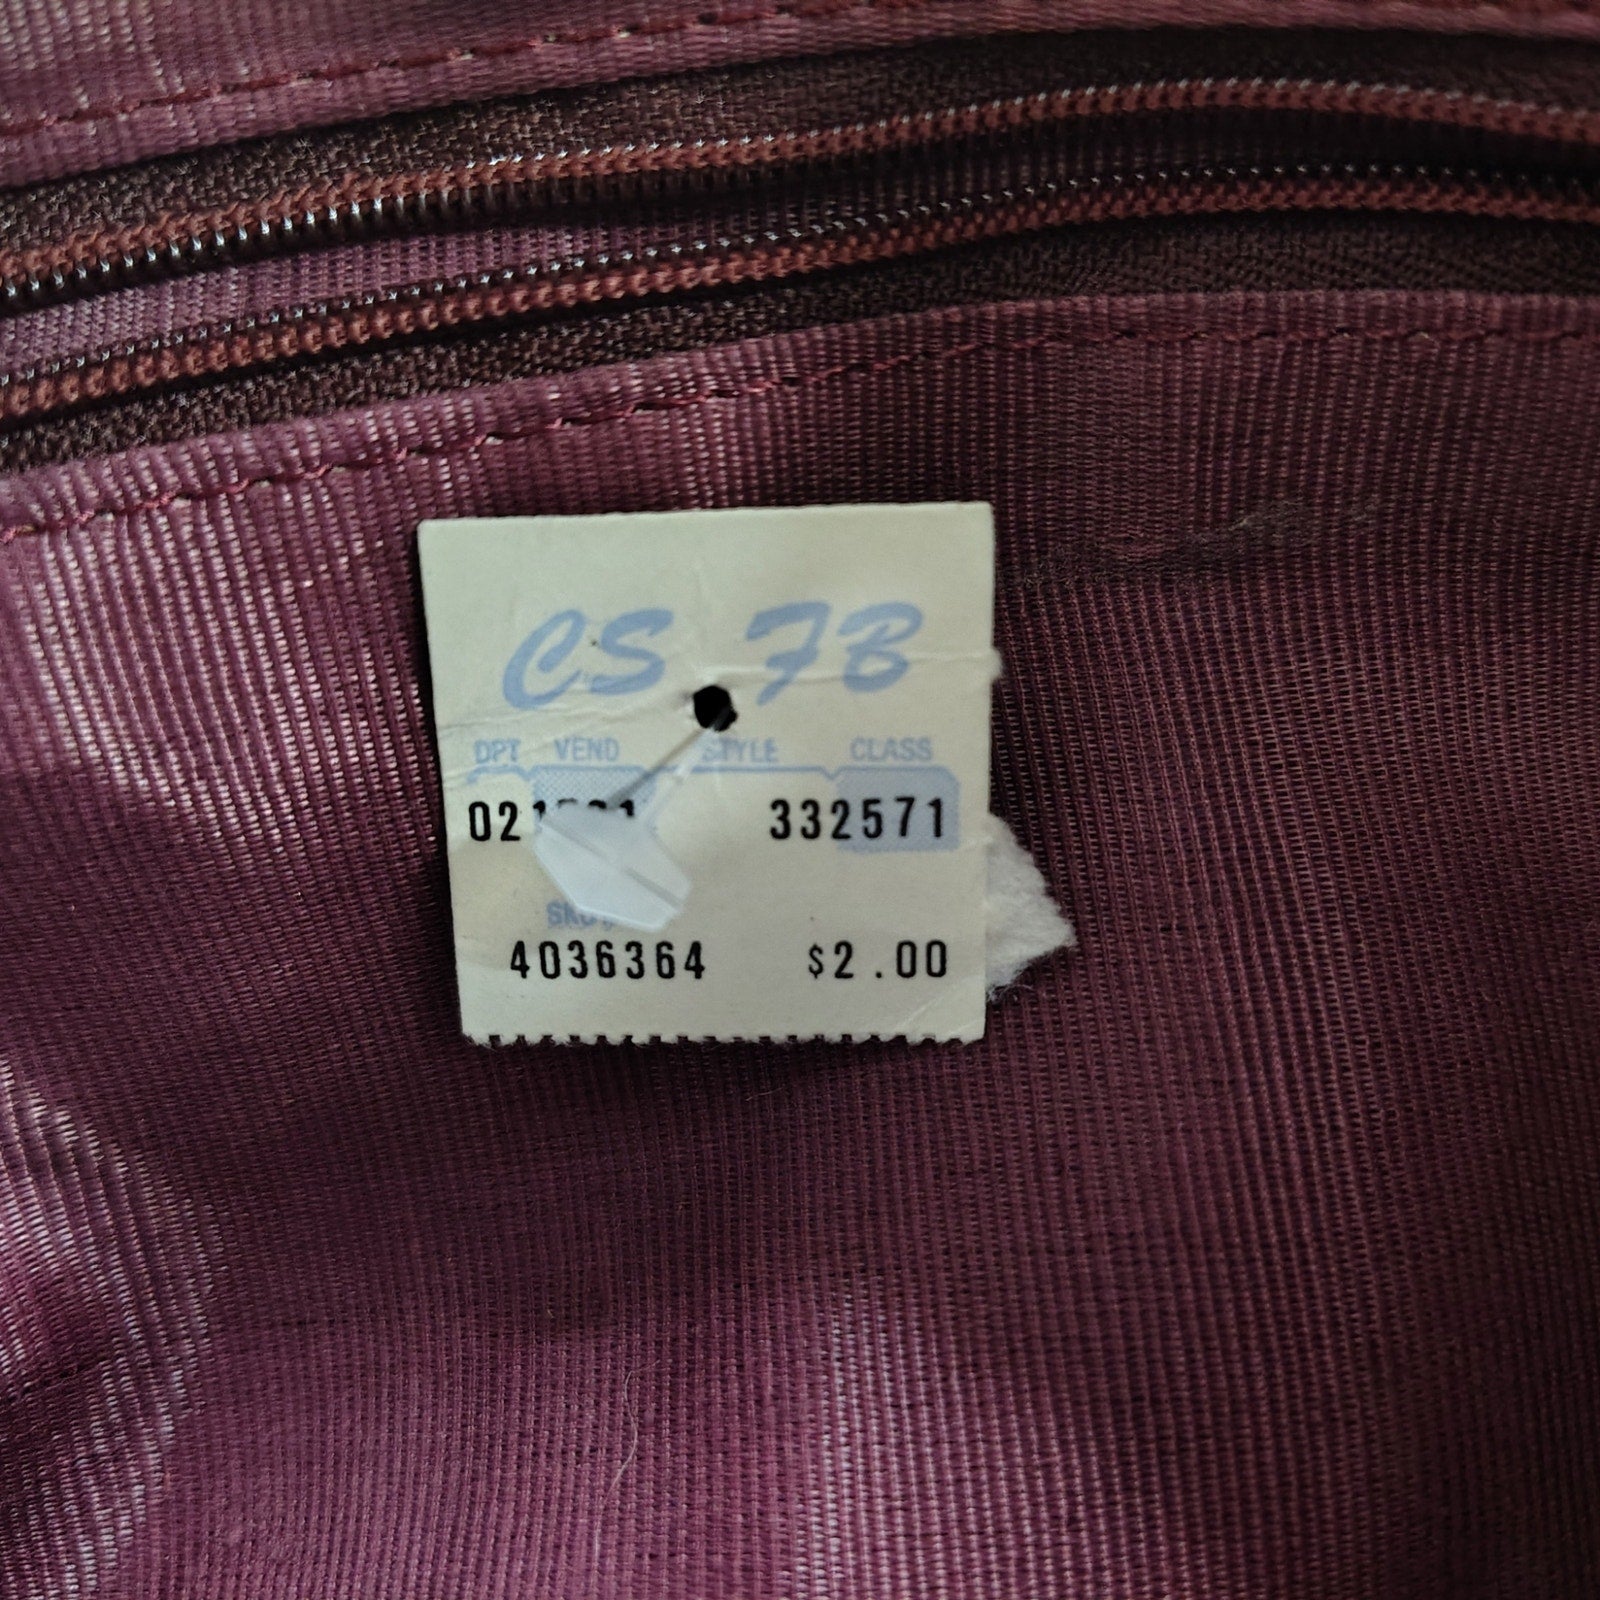 CS FB
DPT VEND STYLE CLASS
332571
4036364 $2.00